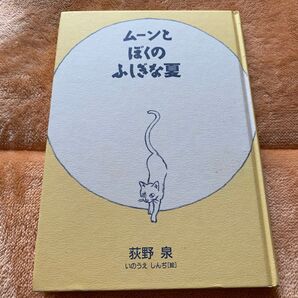 ムーンと
ぼくの
ふしぎな夏
荻野 泉
いのうえ しんぢ[絵]